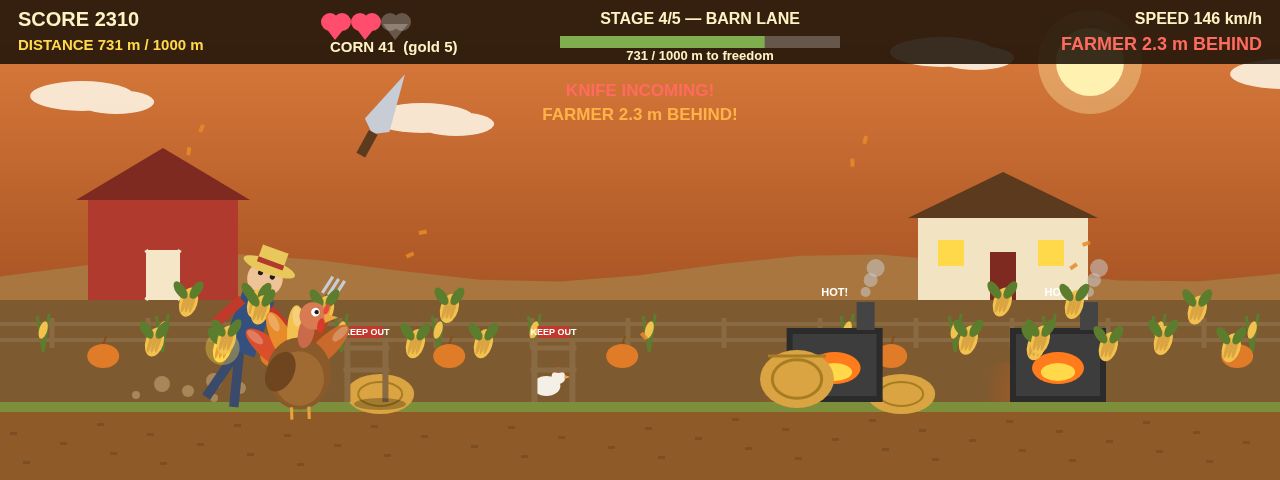 SCORE 2310
DISTANCE 731 m / 1000 m
CORN 41 (gold 5)
STAGE 4/5 — BARN LANE
731 / 1000 m to freedom
SPEED 146 km/h
FARMER 2.3 m BEHIND
KNIFE INCOMING!
FARMER 2.3 m BEHIND!
HOT!
EEP OUT
KEEP OUT